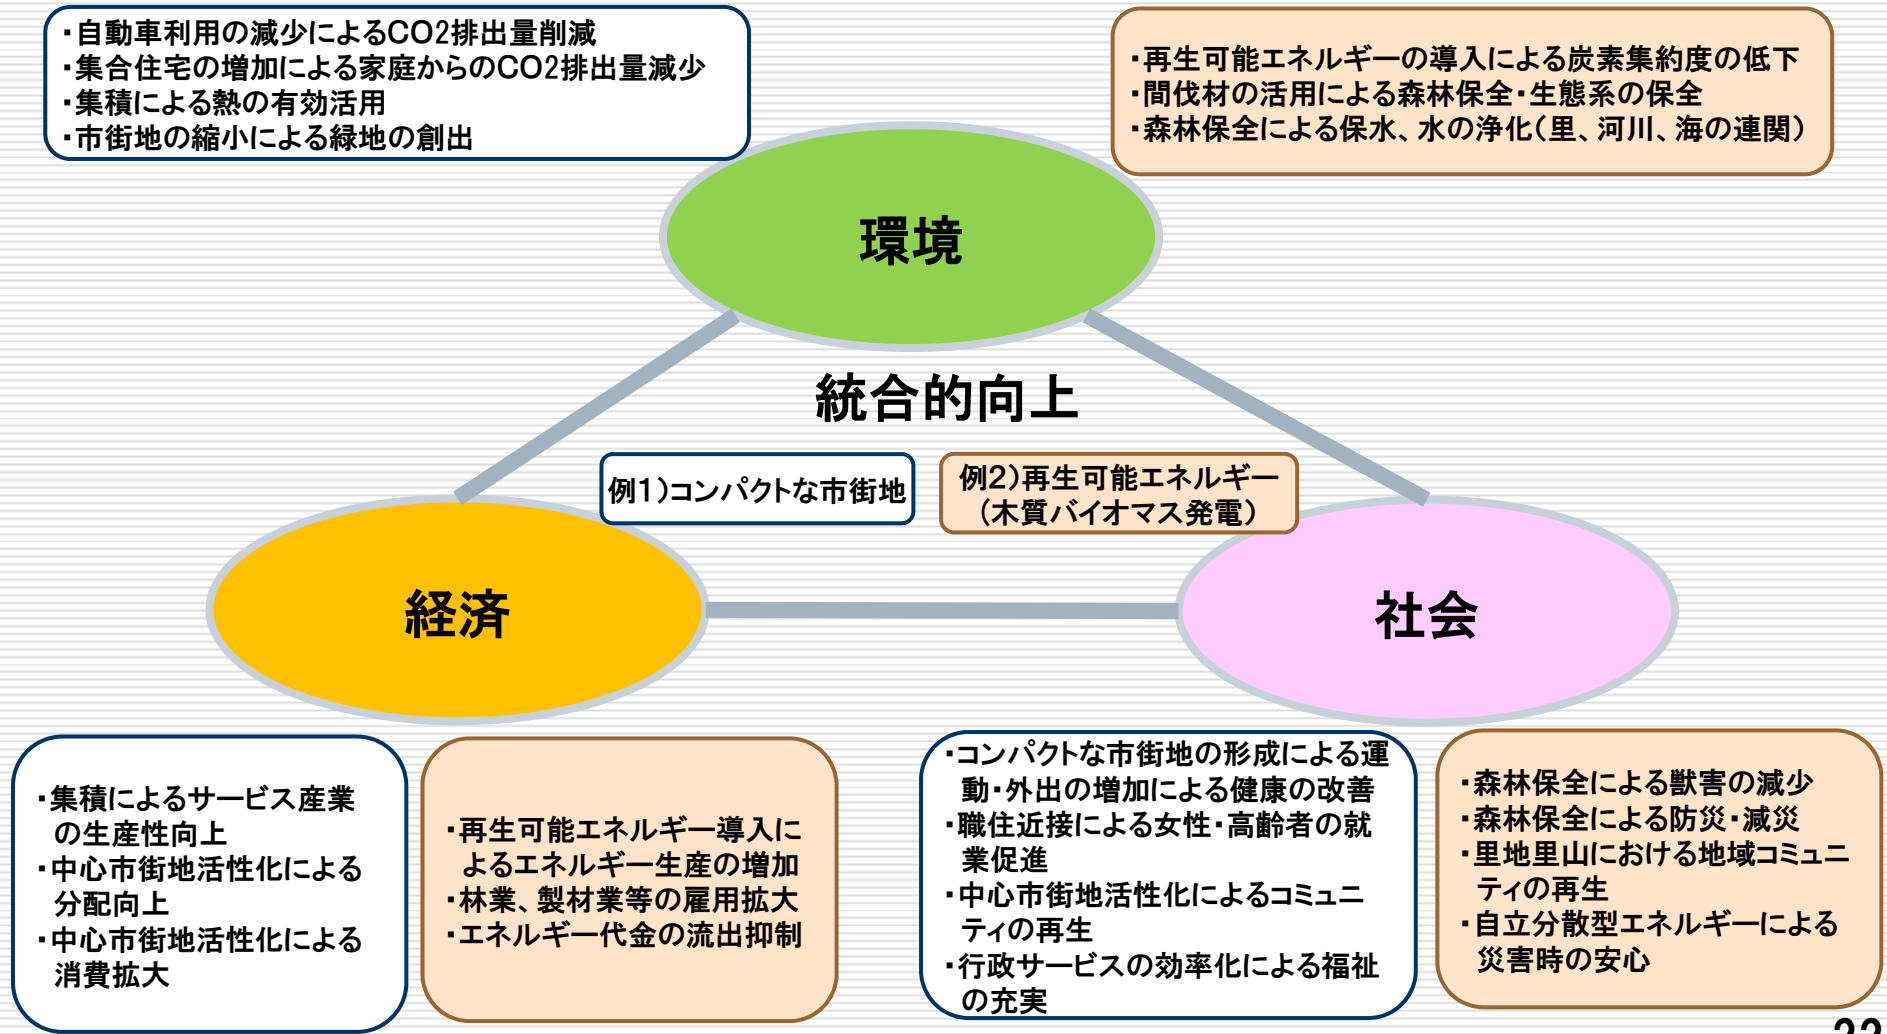 ・自動車利用の減少によるCO2排出量削減
・集合住宅の増加による家庭からのCO2排出量減少
・集積による熱の有効活用
・市街地の縮小による緑地の創出
・再生可能エネルギーの導入による炭素集約度の低下
・間伐材の活用による森林保全・生態系の保全
・森林保全による保水、水の浄化（里、河川、海の連関）
環境
統合的向上
例１）コンパクトな市街地
例２）再生可能エネルギー
（木質バイオマス発電）
経済
社会
・集積によるサービス産業
の生産性向上
・中心市街地活性化による
分配向上
・中心市街地活性化による
消費拡大
・再生可能エネルギー導入に
よるエネルギー生産の増加
・林業、製材業等の雇用拡大
・エネルギー代金の流出抑制
・コンパクトな市街地の形成による運
動・外出の増加による健康の改善
・職住近接による女性・高齢者の就
業促進
・中心市街地活性化によるコミュニ
ティの再生
・行政サービスの効率化による福祉
の充実
・森林保全による獣害の減少
・森林保全による防災・減災
・里地里山における地域コミュニ
ティの再生
・自立分散型エネルギーによる
災害時の安心